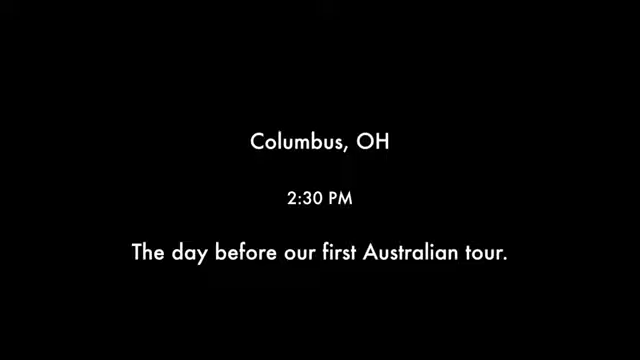 Columbus, OH
2:30 PM
The day before our first Australian tour.